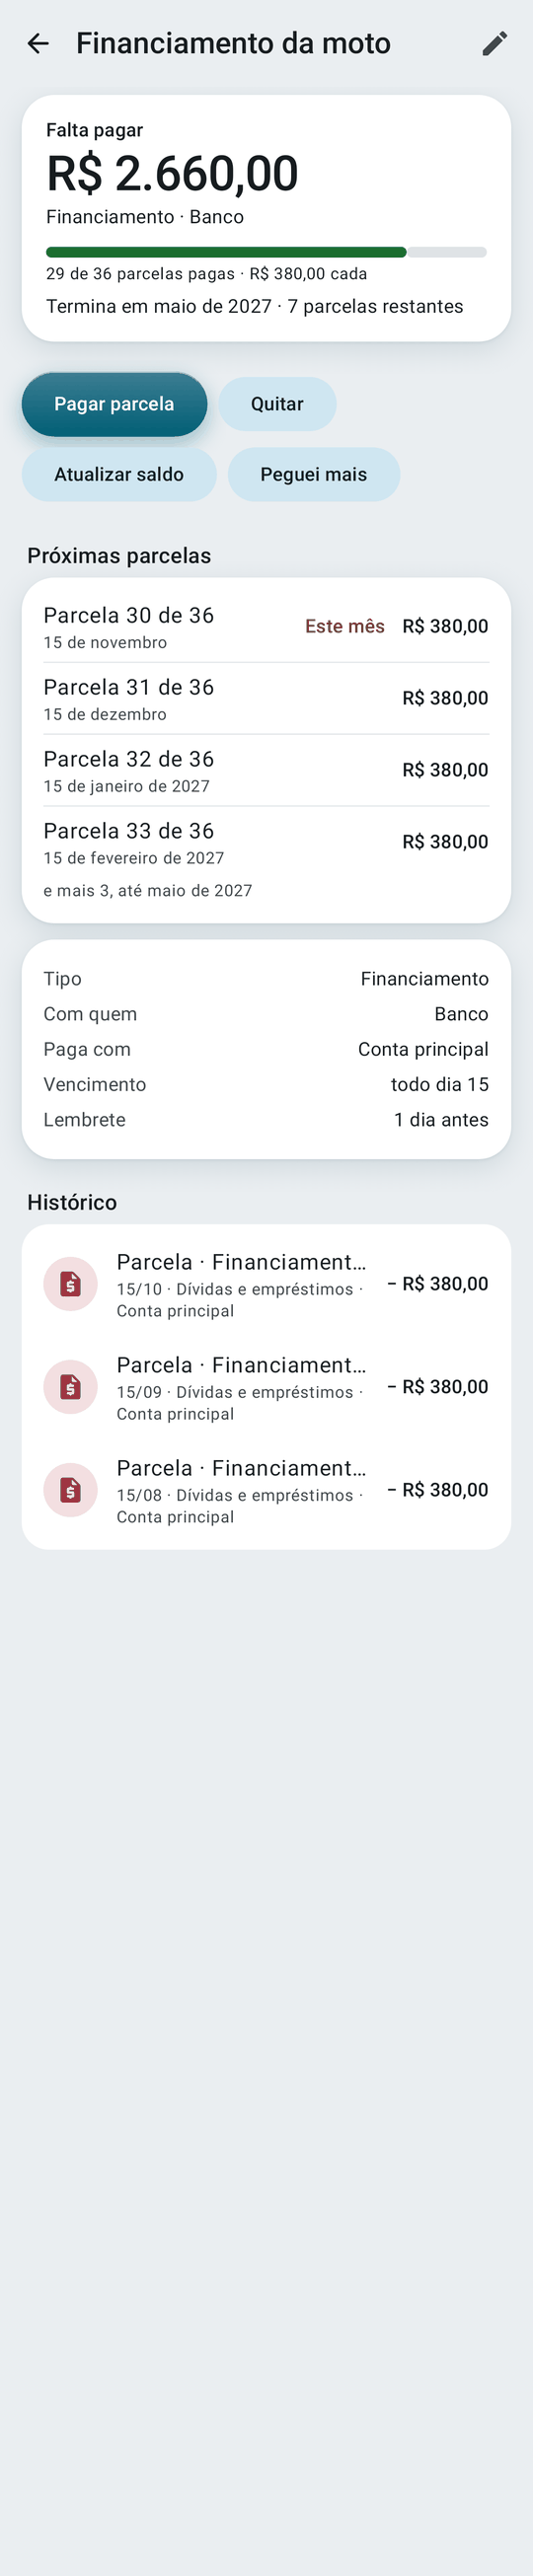 Financiamento da moto
Falta pagar
R$ 2.660,00
Financiamento · Banco
29 de 36 parcelas pagas · R$ 380,00 cada
Termina em maio de 2027 · 7 parcelas restantes
Pagar parcela
Quitar
Atualizar saldo
Peguei mais
Próximas parcelas
Parcela 30 de 36
15 de novembro
Este mês R$ 380,00
Parcela 31 de 36
15 de dezembro
R$ 380,00
Parcela 32 de 36
15 de janeiro de 2027
R$ 380,00
Parcela 33 de 36
15 de fevereiro de 2027
R$ 380,00
e mais 3, até maio de 2027
Tipo Financiamento
Com quem Banco
Paga com Conta principal
Vencimento todo dia 15
Lembrete 1 dia antes
Histórico
Parcela · Financiament…
15/10 · Dívidas e empréstimos ·
Conta principal
− R$ 380,00
Parcela · Financiament…
15/09 · Dívidas e empréstimos ·
Conta principal
− R$ 380,00
Parcela · Financiament…
15/08 · Dívidas e empréstimos ·
Conta principal
− R$ 380,00